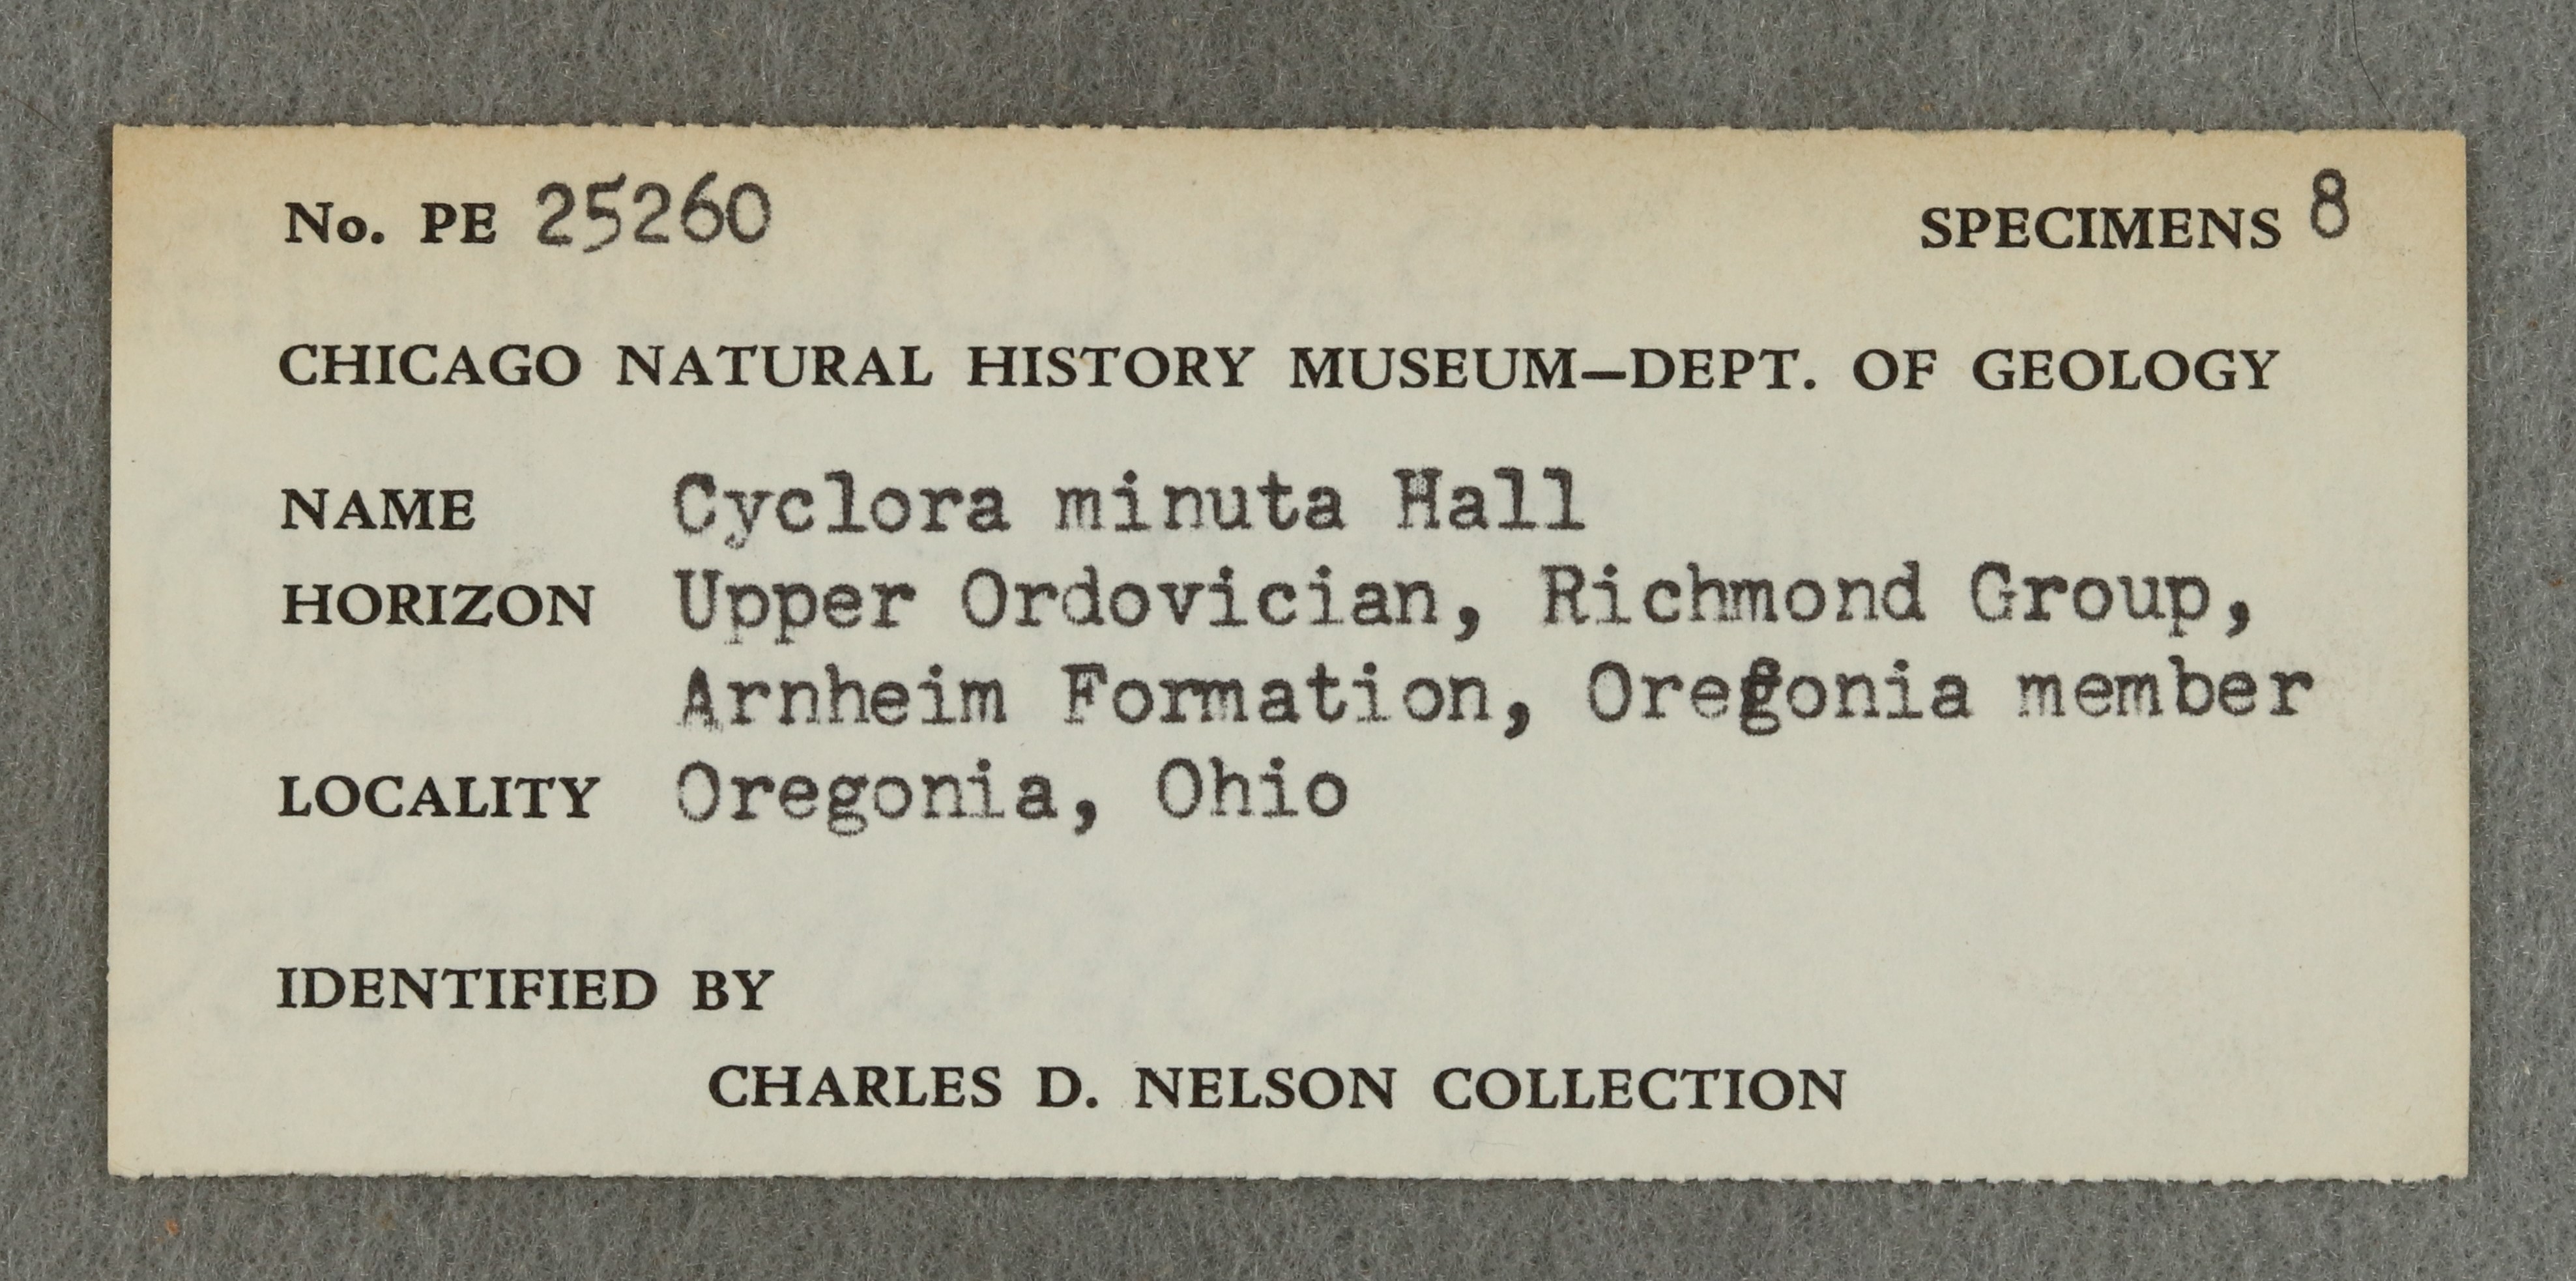 No. PE 25260 SPECIMENS 8
CHICAGO NATURAL HISTORY MUSEUM—DEPT. OF GEOLOGY
NAME Cyclora minuta Hall
HORIZON Upper Ordovician, Richmond Group,
Arnheim Formation, Oregonia member
LOCALITY Oregonia, Ohio
IDENTIFIED BY
CHARLES D. NELSON COLLECTION